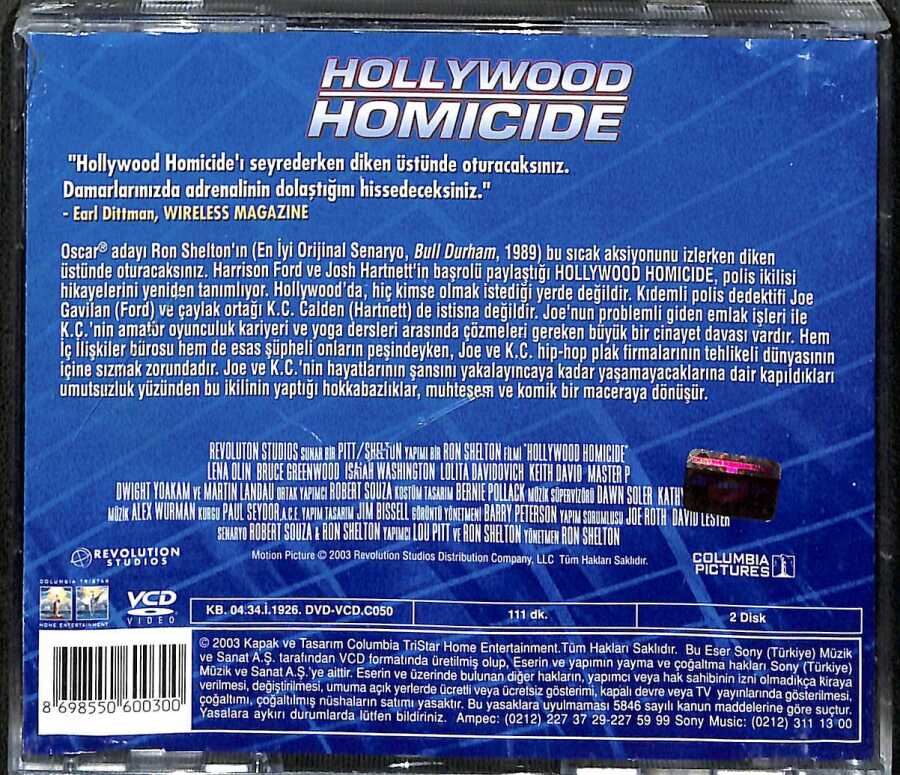 HOLLYWOOD
HOMICIDE
"Hollywood Homicide'ı seyrederken diken üstünde oturacaksınız.
Damarlarınızda adrenalinin dolaştığını hissedeceksiniz."
- Earl Dittman, WIRELESS MAGAZINE
Oscar® adayı Ron Shelton'ın (En İyi Orijinal Senaryo, Bull Durham, 1989) bu sıcak aksiyonunu izlerken diken
üstünde oturacaksınız. Harrison Ford ve Josh Hartnett'in başrolü paylaştığı HOLLYWOOD HOMICIDE, polis ikilisi
hikayelerini yeniden tanımlıyor. Hollywood'da, hiç kimse olmak istediği yerde değildir. Kıdemli polis dedektifi Joe
Gavilan (Ford) ve çaylak ortağı K.C. Calden (Hartnett) de istisna değildir. Joe'nun problemli giden emlak işleri ile
K.C.'nin amatör oyunculuk kariyeri ve yoga dersleri arasında çözmeleri gereken büyük bir cinayet davası vardır. Hem
İç İlişkiler bürosu hem de esas şüpheli onların peşindeyken, Joe ve K.C. hip-hop plak firmalarının tehlikeli dünyasının
içine sızmak zorundadır. Joe ve K.C.'nin hayatlarının şansını yakalayıncaya kadar yaşamayacaklarına dair kapıldıkları
umutsuzluk yüzünden bu ikilinin yaptığı hokkabazlıklar, muhteşem ve komik bir maceraya dönüşür.
REVOLUTON STUDIOS SUNAR BİR PITT/SHELTON YAPIMI BİR RON SHELTON FİLMİ "HOLLYWOOD HOMICIDE"
LENA OLIN BRUCE GREENWOOD ISAIAH WASHINGTON LOLITA DAVIDOVICH KEITH DAVID MASTER P
DWIGHT YOAKAM VE MARTIN LANDAU ORTAK YAPIMCI ROBERT SOUZA KOSTÜM TASARIM BERNIE POLLACK MÜZİK SÜPERVİZÖRÜ DAWN SOLER KATHY
MÜZİK ALEX WURMAN KURGU PAUL SEYDOR,A.C.E. YAPIM TASARIM JIM BISSELL GÖRÜNTÜ YÖNETMENİ BARRY PETERSON YAPIM SORUMLUSU JOE ROTH DAVID LESTER
SENARYO ROBERT SOUZA & RON SHELTON YAPIMCI LOU PITT VE RON SHELTON YÖNETMEN RON SHELTON
REVOLUTION
STUDIOS
Motion Picture © 2003 Revolution Studios Distribution Company, LLC Tüm Hakları Saklıdır.
COLUMBIA
PICTURES
COLUMBIA TRISTAR
HOME ENTERTAINMENT
VCD
VIDEO
KB. 04.34.İ.1926. DVD-VCD.C050
111 dk.
2 Disk
8 698550 600300
© 2003 Kapak ve Tasarım Columbia TriStar Home Entertainment.Tüm Hakları Saklıdır. Bu Eser Sony (Türkiye) Müzik
ve Sanat A.Ş. tarafından VCD formatında üretilmiş olup, Eserin ve yapımın yayma ve çoğaltma hakları Sony (Türkiye)
Müzik ve Sanat A.Ş.'ye aittir. Eserin ve üzerinde bulunan diğer hakların, yapımcı veya hak sahibinin izni olmadıkça kiraya
verilmesi, değiştirilmesi, umuma açık yerlerde ücretli veya ücretsiz gösterimi, kapalı devre veya TV yayınlarında gösterilmesi,
çoğaltımı, çoğaltılmış nüshaların satımı yasaktır. Bu yasaklara uyulmaması 5846 sayılı kanun maddelerine göre suçtur.
Yasalara aykırı durumlarda lütfen bildiriniz. Ampec: (0212) 227 37 29-227 59 99 Sony Music: (0212) 311 13 00